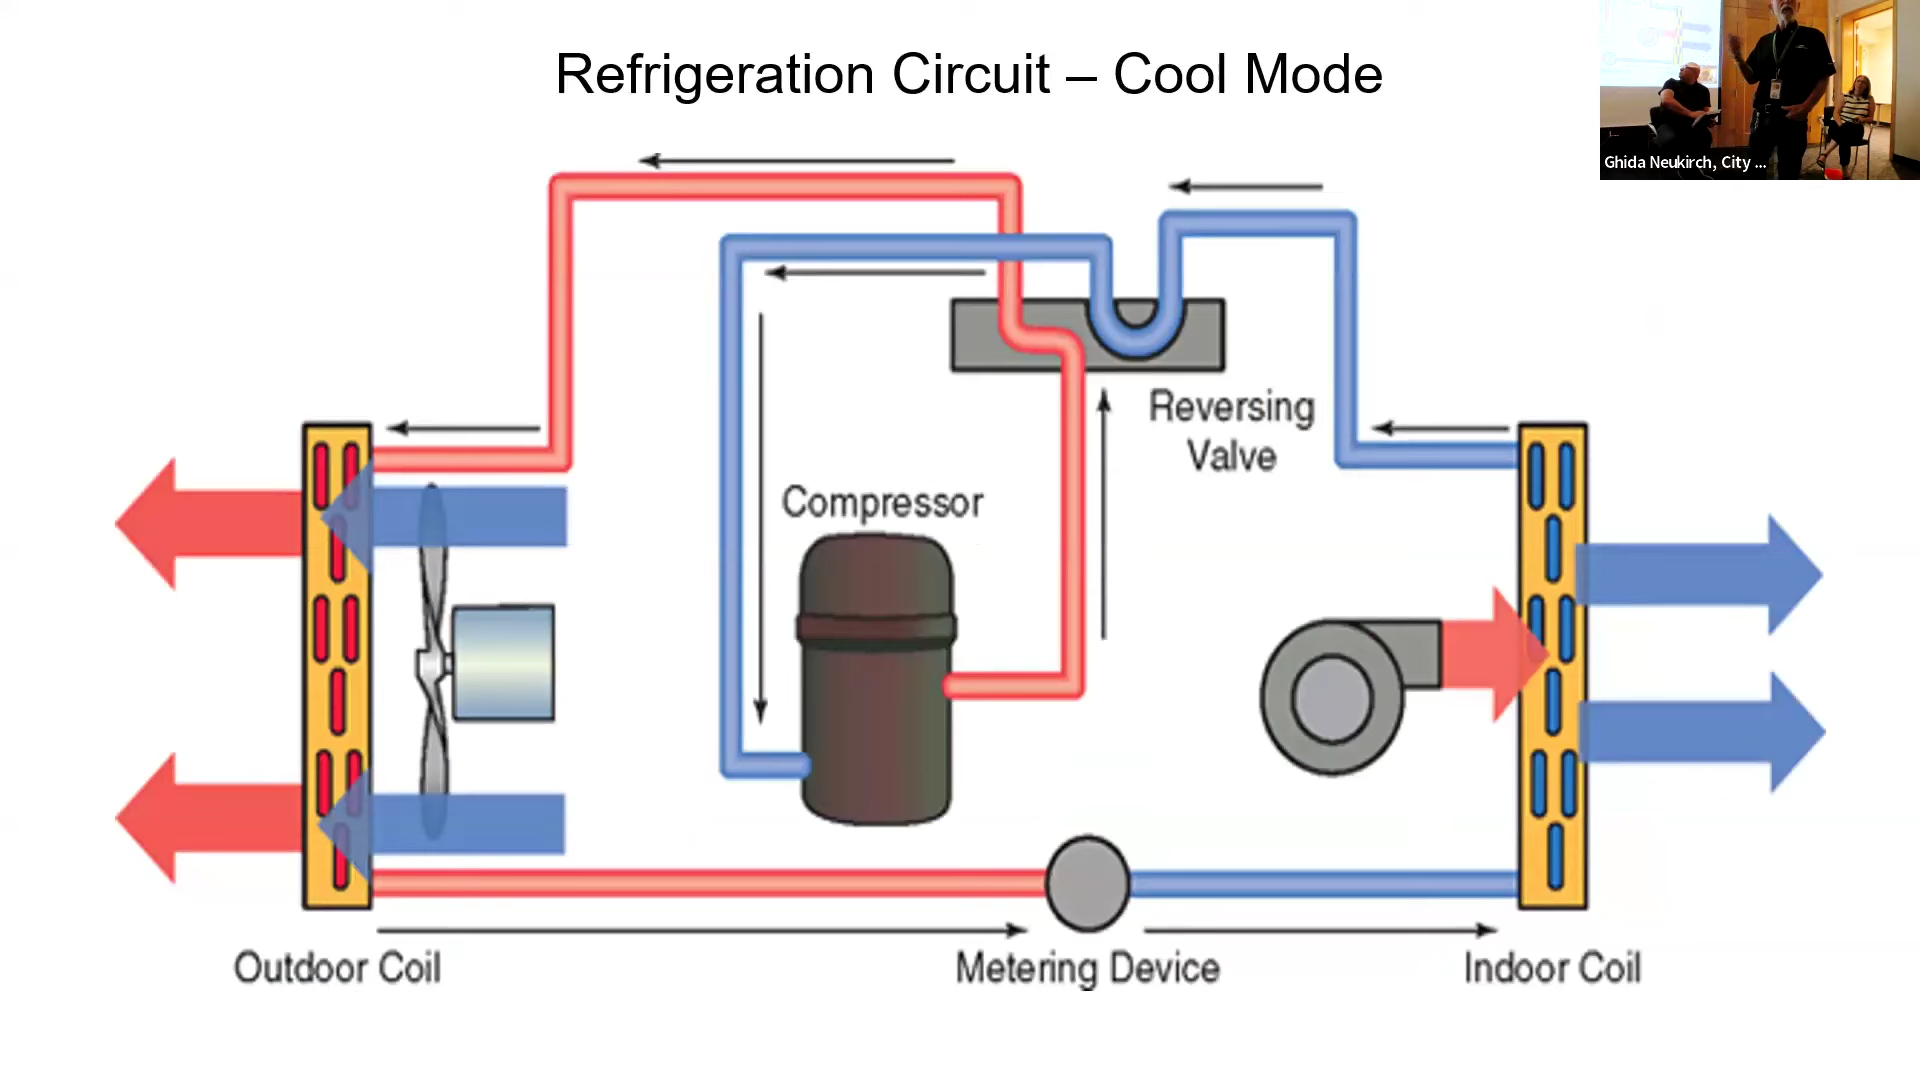 Refrigeration Circuit – Cool Mode
Ghida Neukirch, City ...
Reversing
Valve
Compressor
Outdoor Coil
Metering Device
Indoor Coil